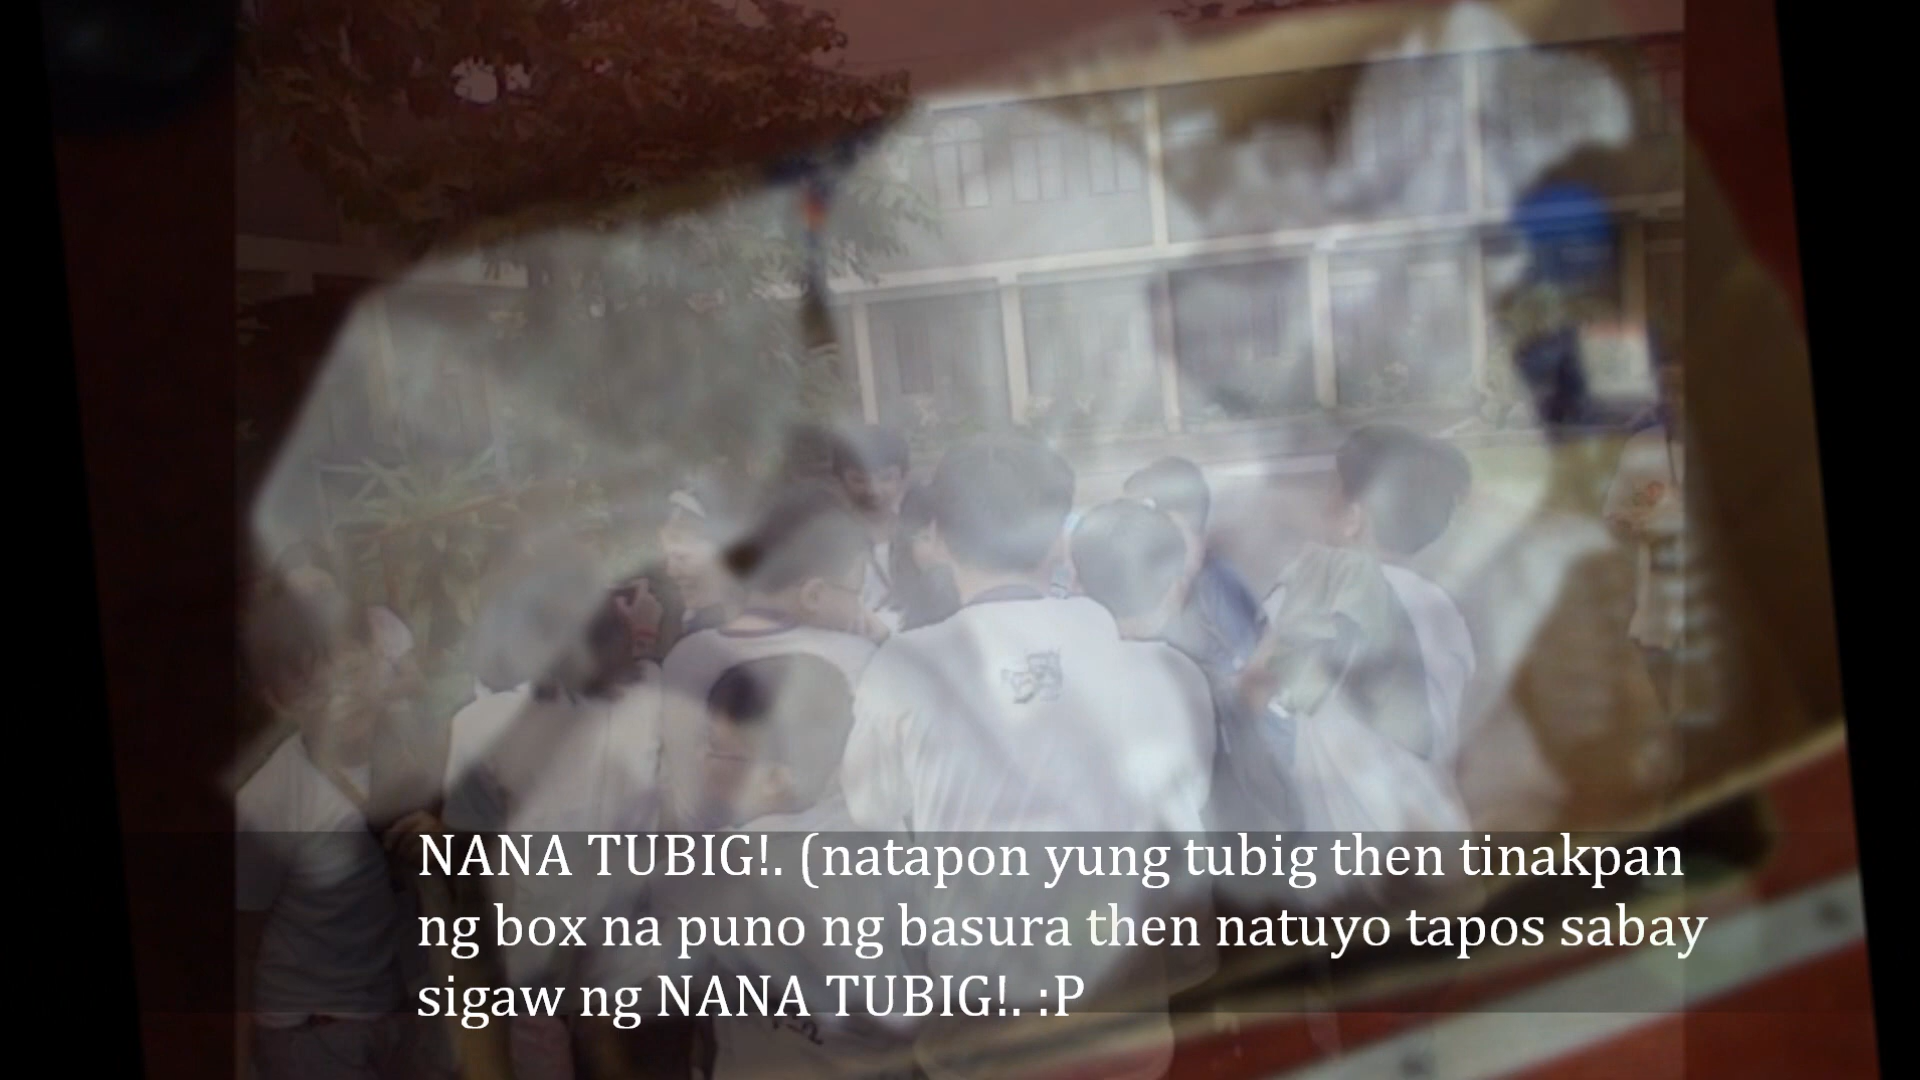 NANA TUBIG!. (natapon yung tubig then tinakpan
ng box na puno ng basura then natuyo tapos sabay
sigaw ng NANA TUBIG!. :P